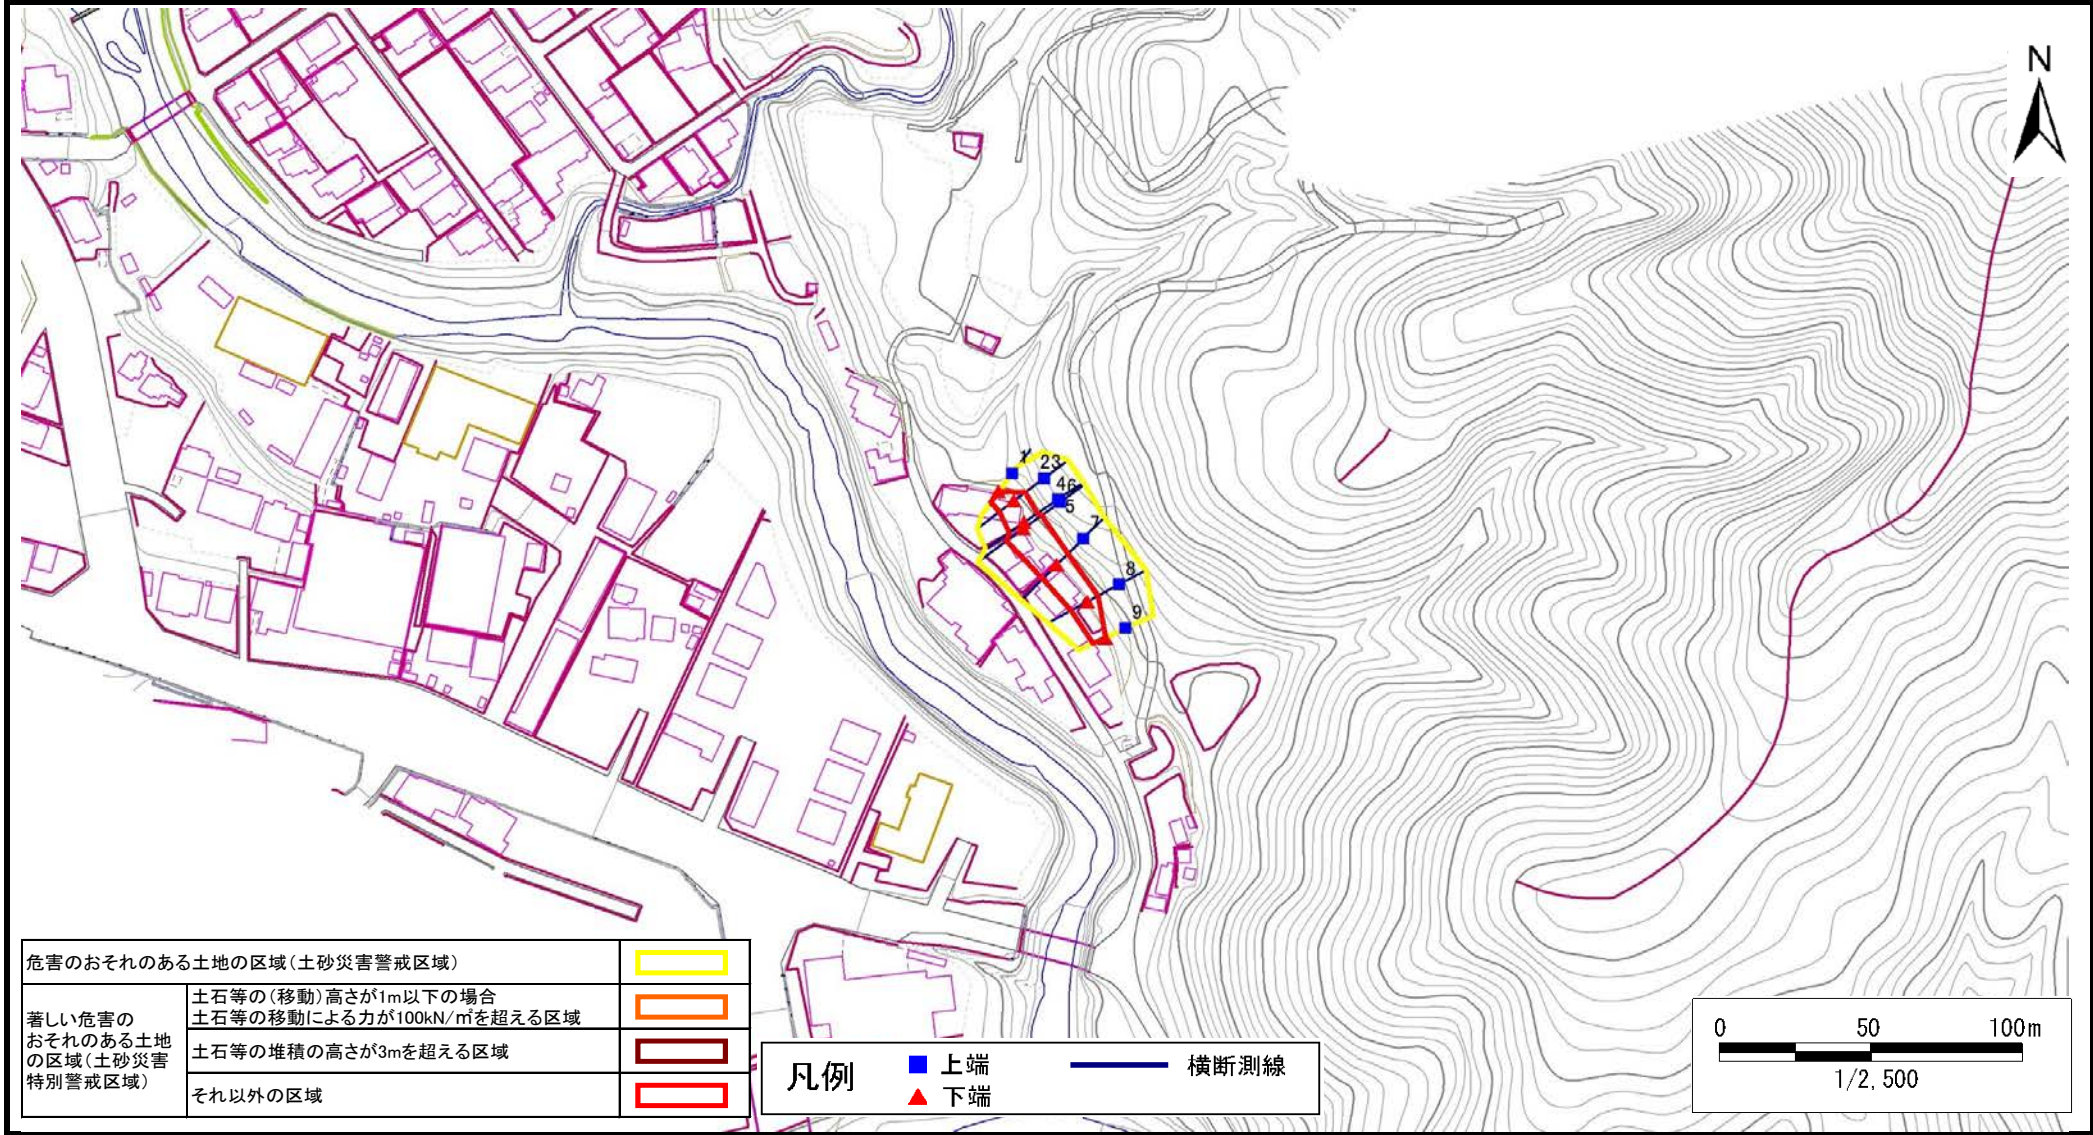 N
1
23
46
5
7
8
9
危害のおそれのある土地の区域(土砂災害警戒区域)
著しい危害の
おそれのある土地
の区域(土砂災害
特別警戒区域)
土石等の(移動)高さが1m以下の場合
土石等の移動による力が100kN/㎡を超える区域
土石等の堆積の高さが3mを超える区域
それ以外の区域
凡例
上端
下端
横断測線
0 50 100m
1/2,500